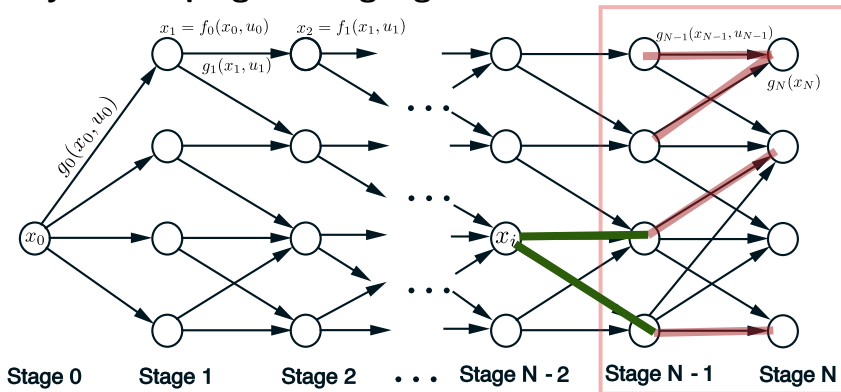 x_1 = f_0(x_0, u_0)
x_2 = f_1(x_1, u_1)
g_{N-1}(x_{N-1}, u_{N-1})
g_1(x_1, u_1)
g_N(x_N)
g_0(x_0, u_0)
...
...
x_0
x_i
...
Stage 0 Stage 1 Stage 2 ... Stage N - 2 Stage N - 1 Stage N